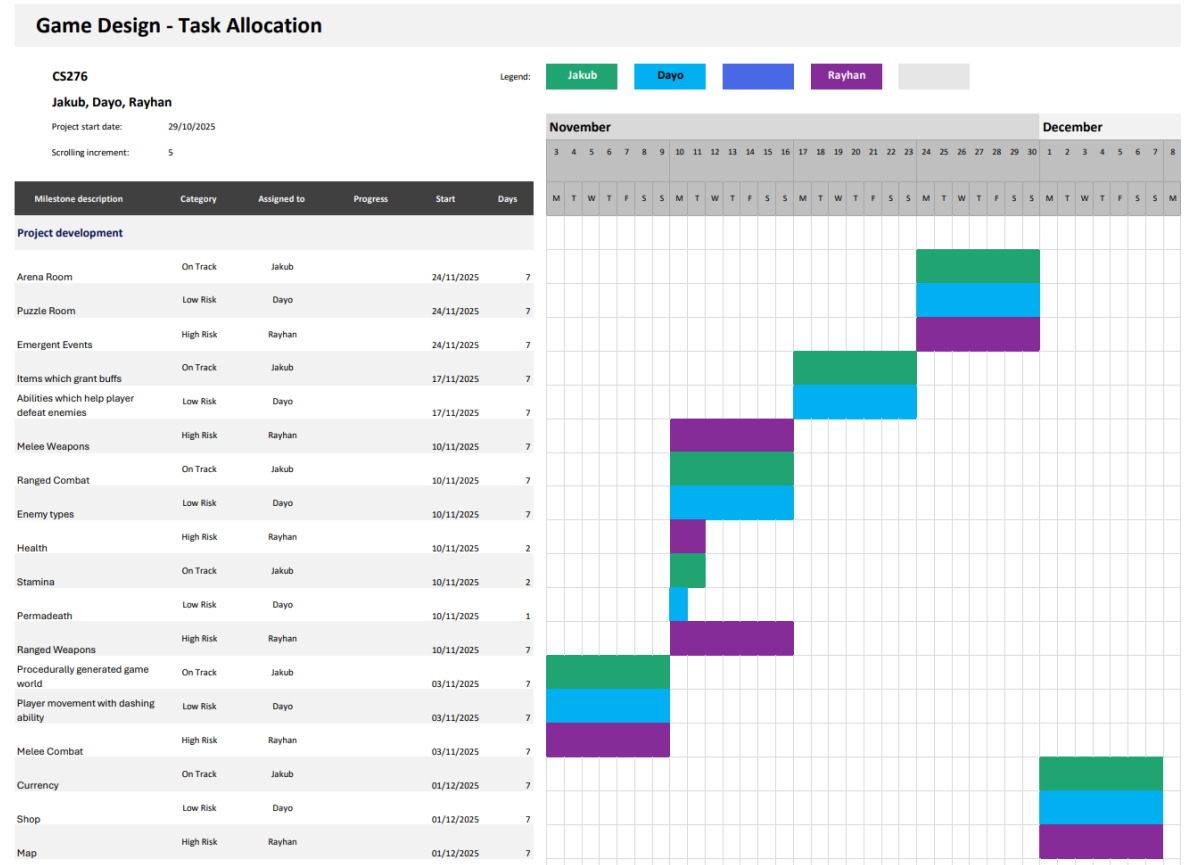 Game Design - Task Allocation
CS276
Legend: Jakub Dayo Rayhan
Jakub, Dayo, Rayhan
Project start date: 29/10/2025
November December
Scrolling increment: 5
3 4 5 6 7 8 9 10 11 12 13 14 15 16 17 18 19 20 21 22 23 24 25 26 27 28 29 30 1 2 3 4 5 6 7 8
Milestone description Category Assigned to Progress Start Days M T W T F S S M T W T F S S M T W T F S S M T W T F S S M T W T F S S M
Project development
Arena Room On Track Jakub 24/11/2025 7
Puzzle Room Low Risk Dayo 24/11/2025 7
Emergent Events High Risk Rayhan 24/11/2025 7
Items which grant buffs On Track Jakub 17/11/2025 7
Abilities which help player
defeat enemies Low Risk Dayo 17/11/2025 7
Melee Weapons High Risk Rayhan 10/11/2025 7
Ranged Combat On Track Jakub 10/11/2025 7
Enemy types Low Risk Dayo 10/11/2025 7
Health High Risk Rayhan 10/11/2025 2
Stamina On Track Jakub 10/11/2025 2
Permadeath Low Risk Dayo 10/11/2025 1
Ranged Weapons High Risk Rayhan 10/11/2025 7
Procedurally generated game
world On Track Jakub 03/11/2025 7
Player movement with dashing
ability Low Risk Dayo 03/11/2025 7
Melee Combat High Risk Rayhan 03/11/2025 7
Currency On Track Jakub 01/12/2025 7
Shop Low Risk Dayo 01/12/2025 7
Map High Risk Rayhan 01/12/2025 7